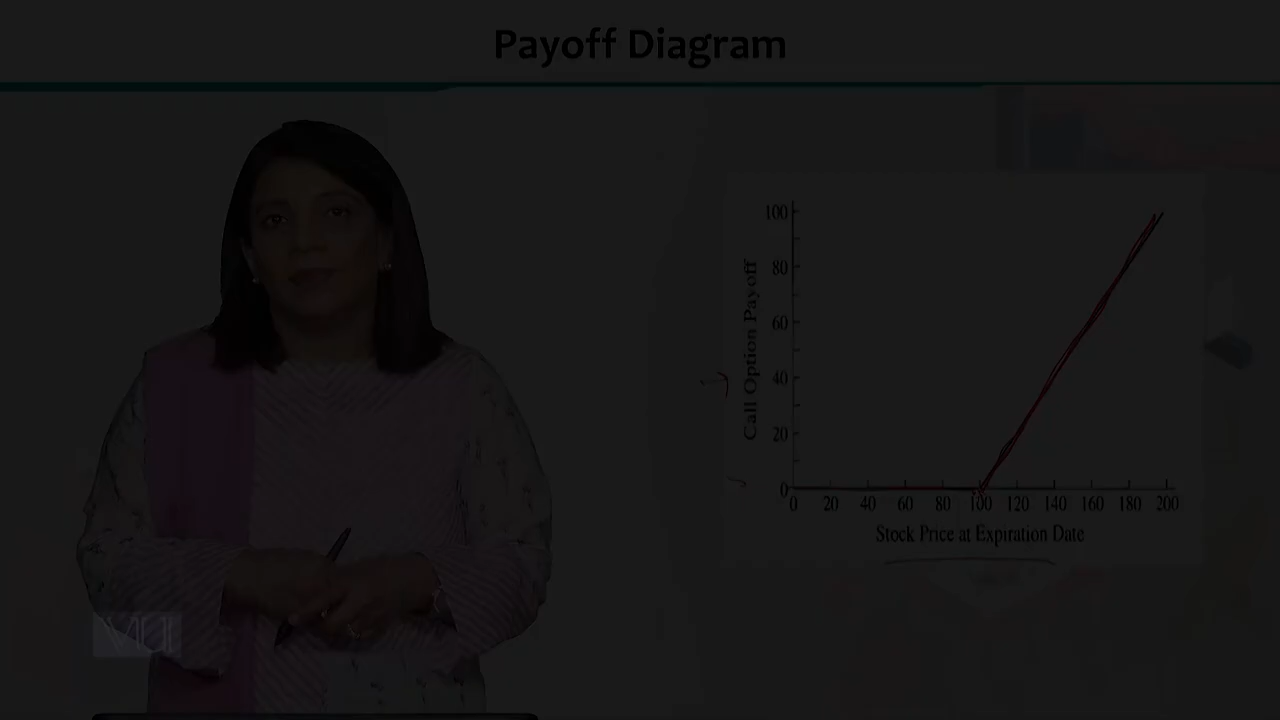 Payoff Diagram
Call Option Payoff
100
80
60
40
20
0
0 20 40 60 80 100 120 140 160 180 200
Stock Price at Expiration Date
VU